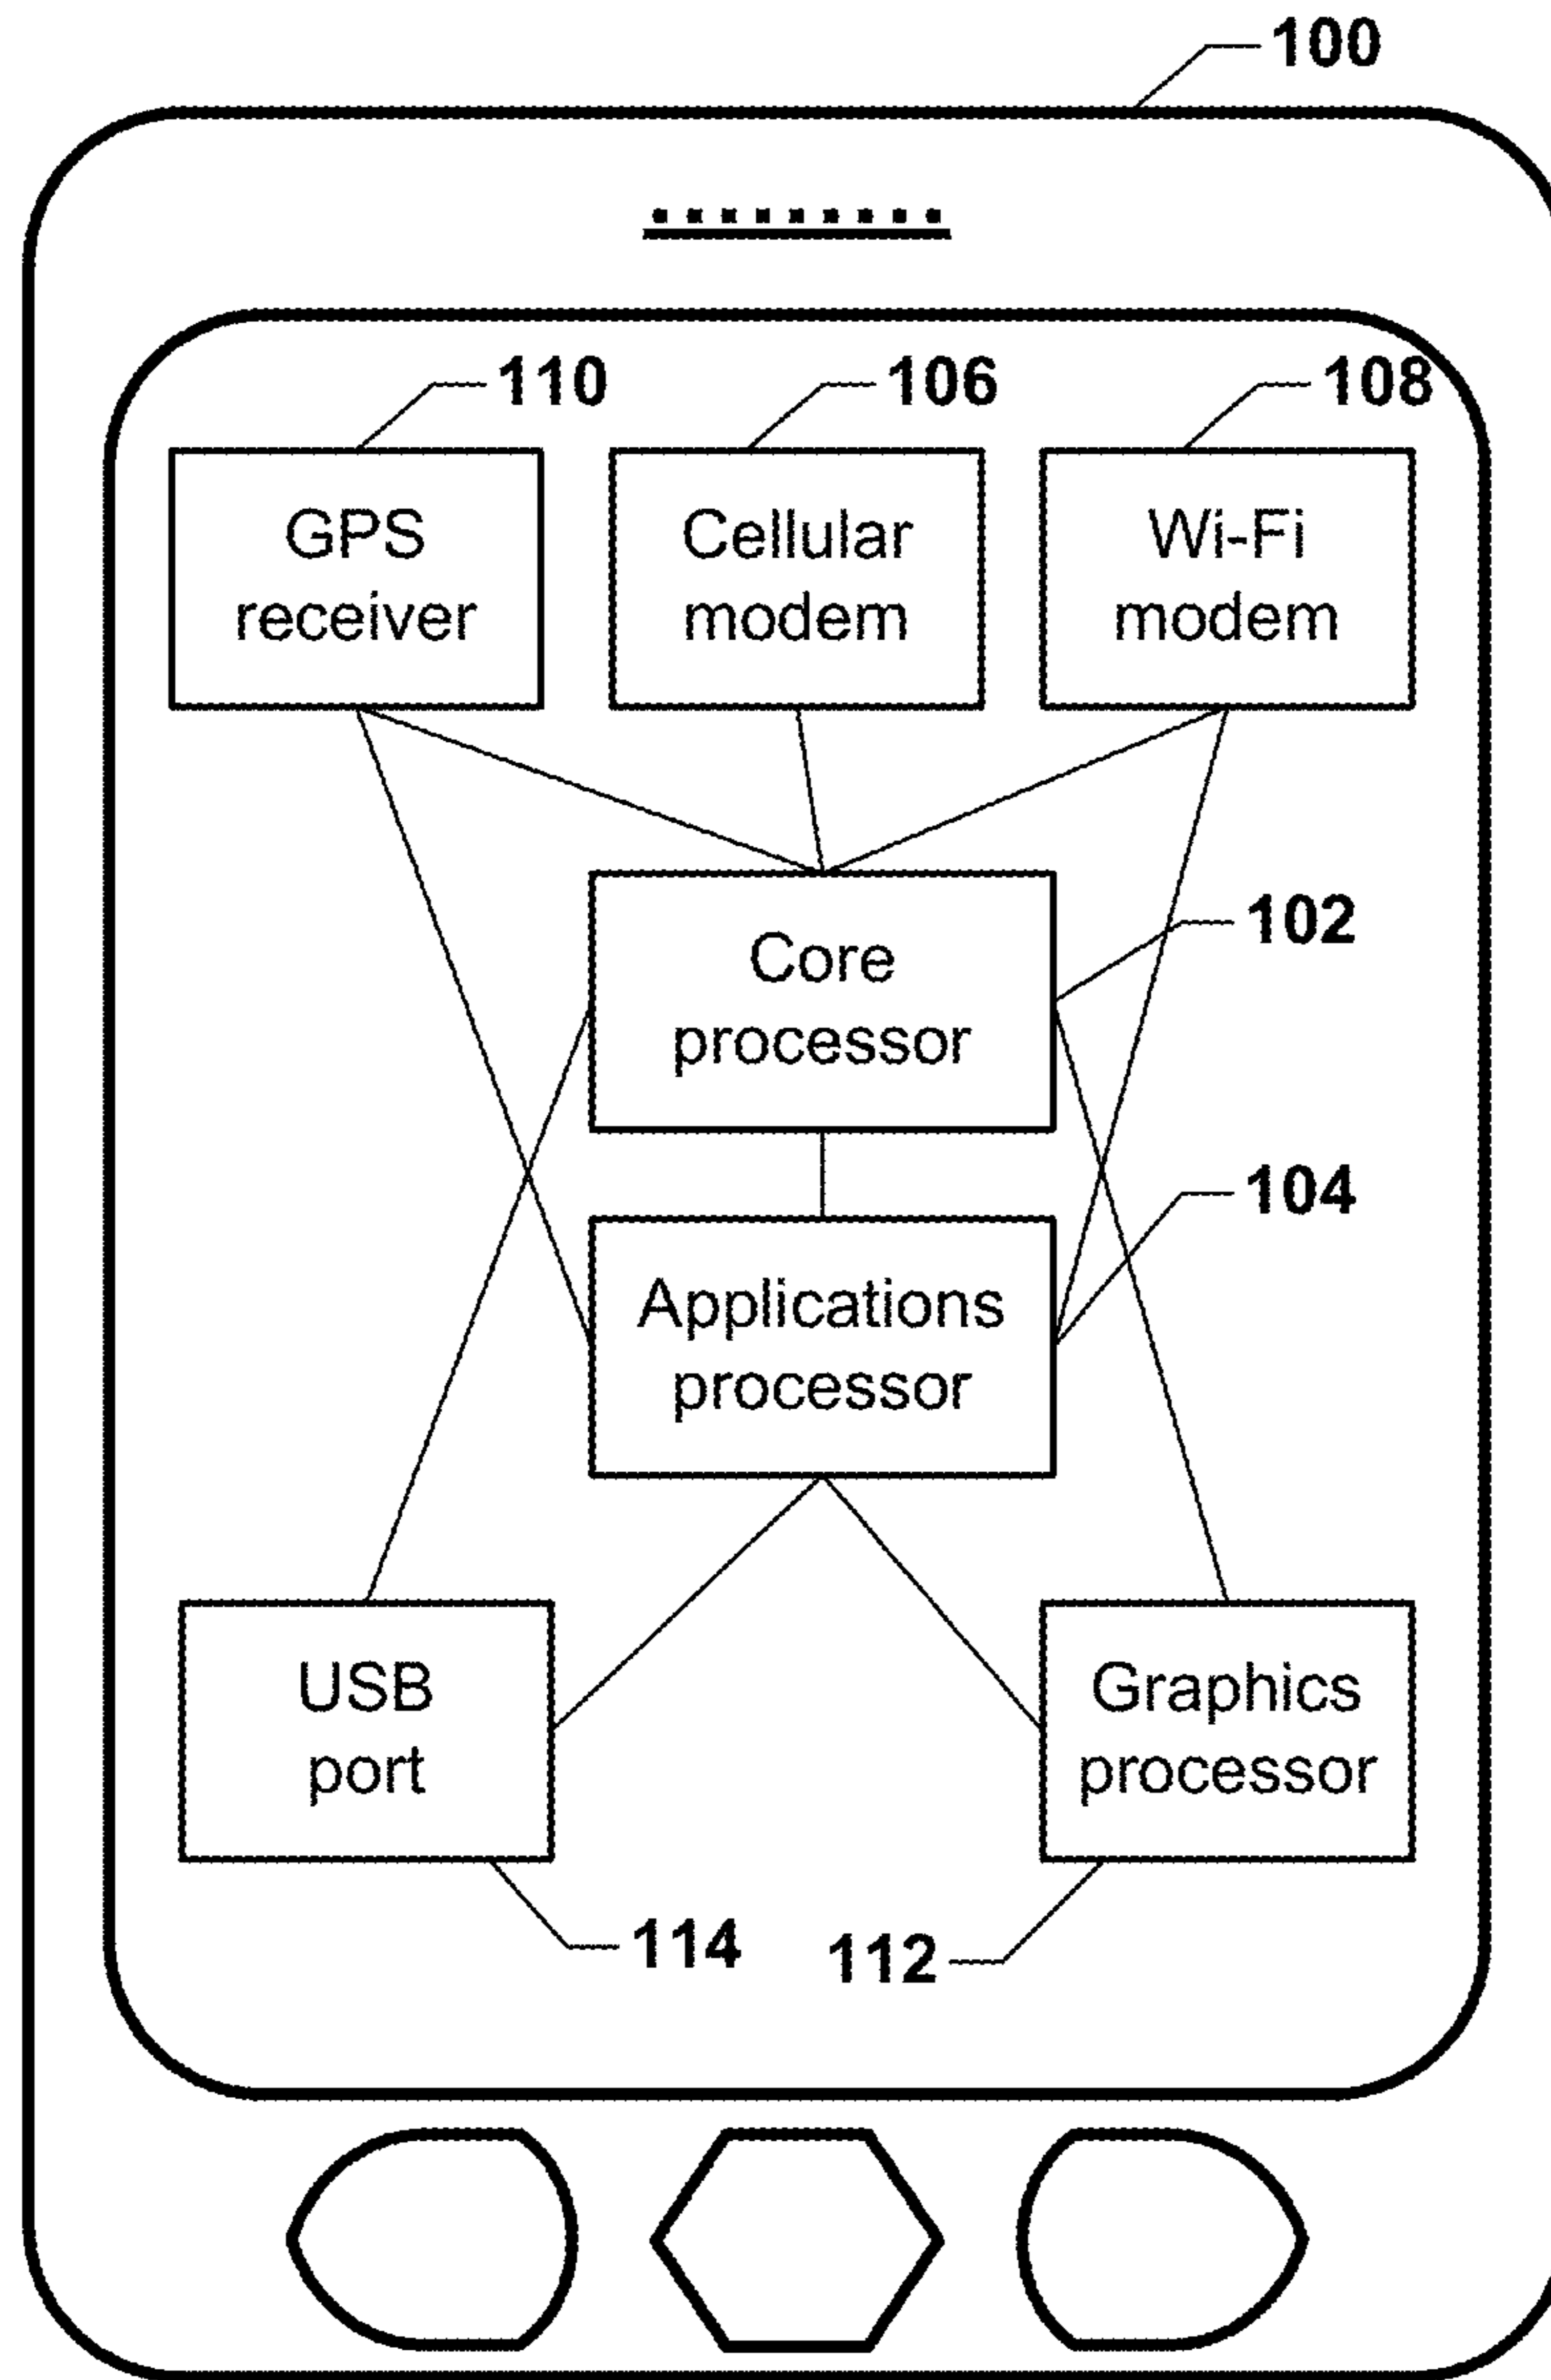 100
110
106
108
GPS
receiver
Cellular
modem
Wi-Fi
modem
102
Core
processor
104
Applications
processor
USB
port
Graphics
processor
114
112